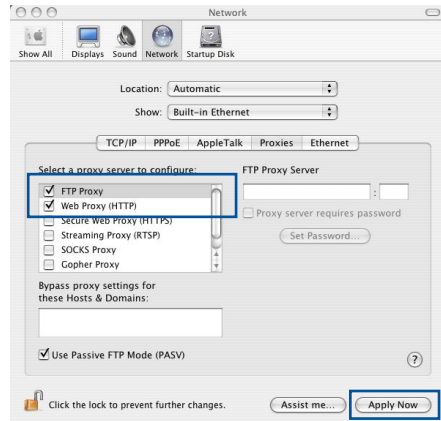 Network
Show All Displays Sound Network Startup Disk
Location: Automatic
Show: Built-in Ethernet
TCP/IP PPPoE AppleTalk Proxies Ethernet
Select a proxy server to configure: FTP Proxy Server
FTP Proxy :
Web Proxy (HTTP) Proxy server requires password
Secure Web Proxy (HTTPS)
Streaming Proxy (RTSP) Set Password...
SOCKS Proxy
Gopher Proxy
Bypass proxy settings for
these Hosts & Domains:
Use Passive FTP Mode (PASV) ?
Click the lock to prevent further changes. Assist me... Apply Now